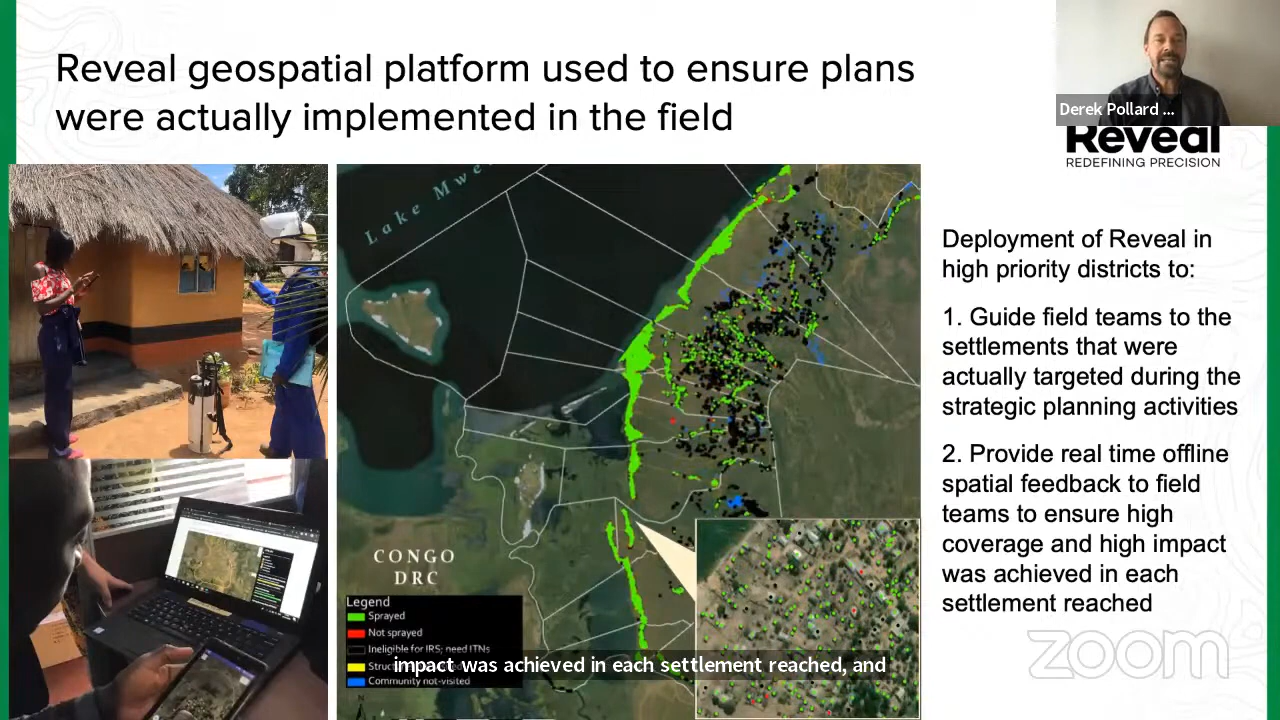 Reveal geospatial platform used to ensure plans
were actually implemented in the field
Derek Pollard ...
Reveal
REDEFINING PRECISION
Lake Mwe
CONGO
DRC
Legend
Sprayed
Not sprayed
Ineligible for IRS; need ITNs
Struc
Community not-visited
impact was achieved in each settlement reached, and
Deployment of Reveal in
high priority districts to:
1. Guide field teams to the
settlements that were
actually targeted during the
strategic planning activities
2. Provide real time offline
spatial feedback to field
teams to ensure high
coverage and high impact
was achieved in each
settlement reached
zoom